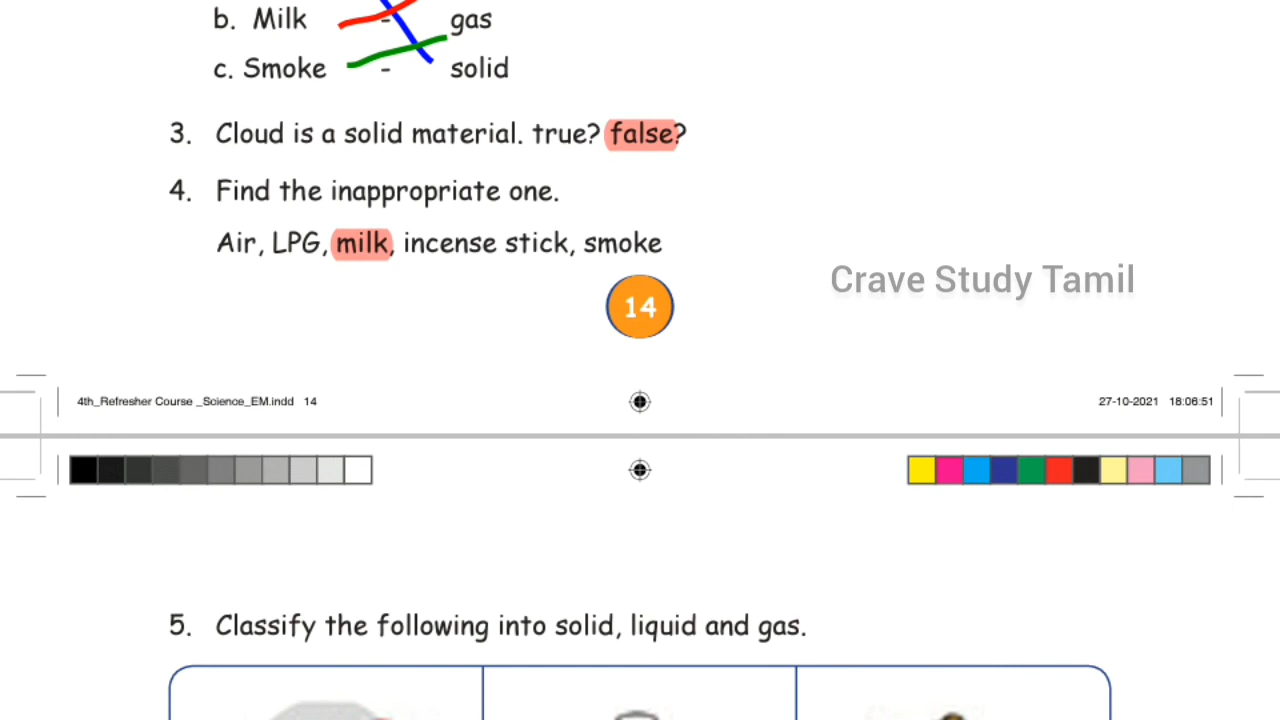 b. Milk - gas
c. Smoke - solid
3. Cloud is a solid material. true? false?
4. Find the inappropriate one.
Air, LPG, milk, incense stick, smoke
Crave Study Tamil
14
4th_Refresher Course _Science_EM.indd 14 27-10-2021 18:06:51
5. Classify the following into solid, liquid and gas.